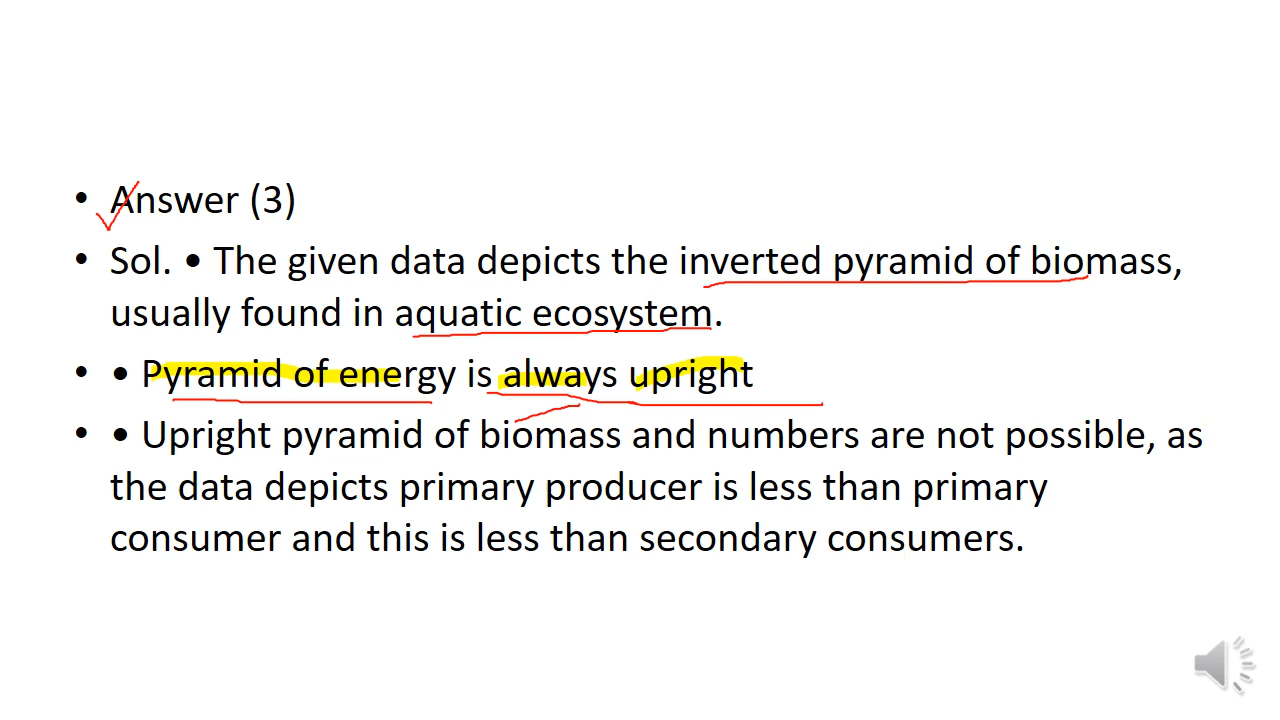 • Answer (3)
• Sol. • The given data depicts the inverted pyramid of biomass,
usually found in aquatic ecosystem.
• • Pyramid of energy is always upright
• • Upright pyramid of biomass and numbers are not possible, as
the data depicts primary producer is less than primary
consumer and this is less than secondary consumers.